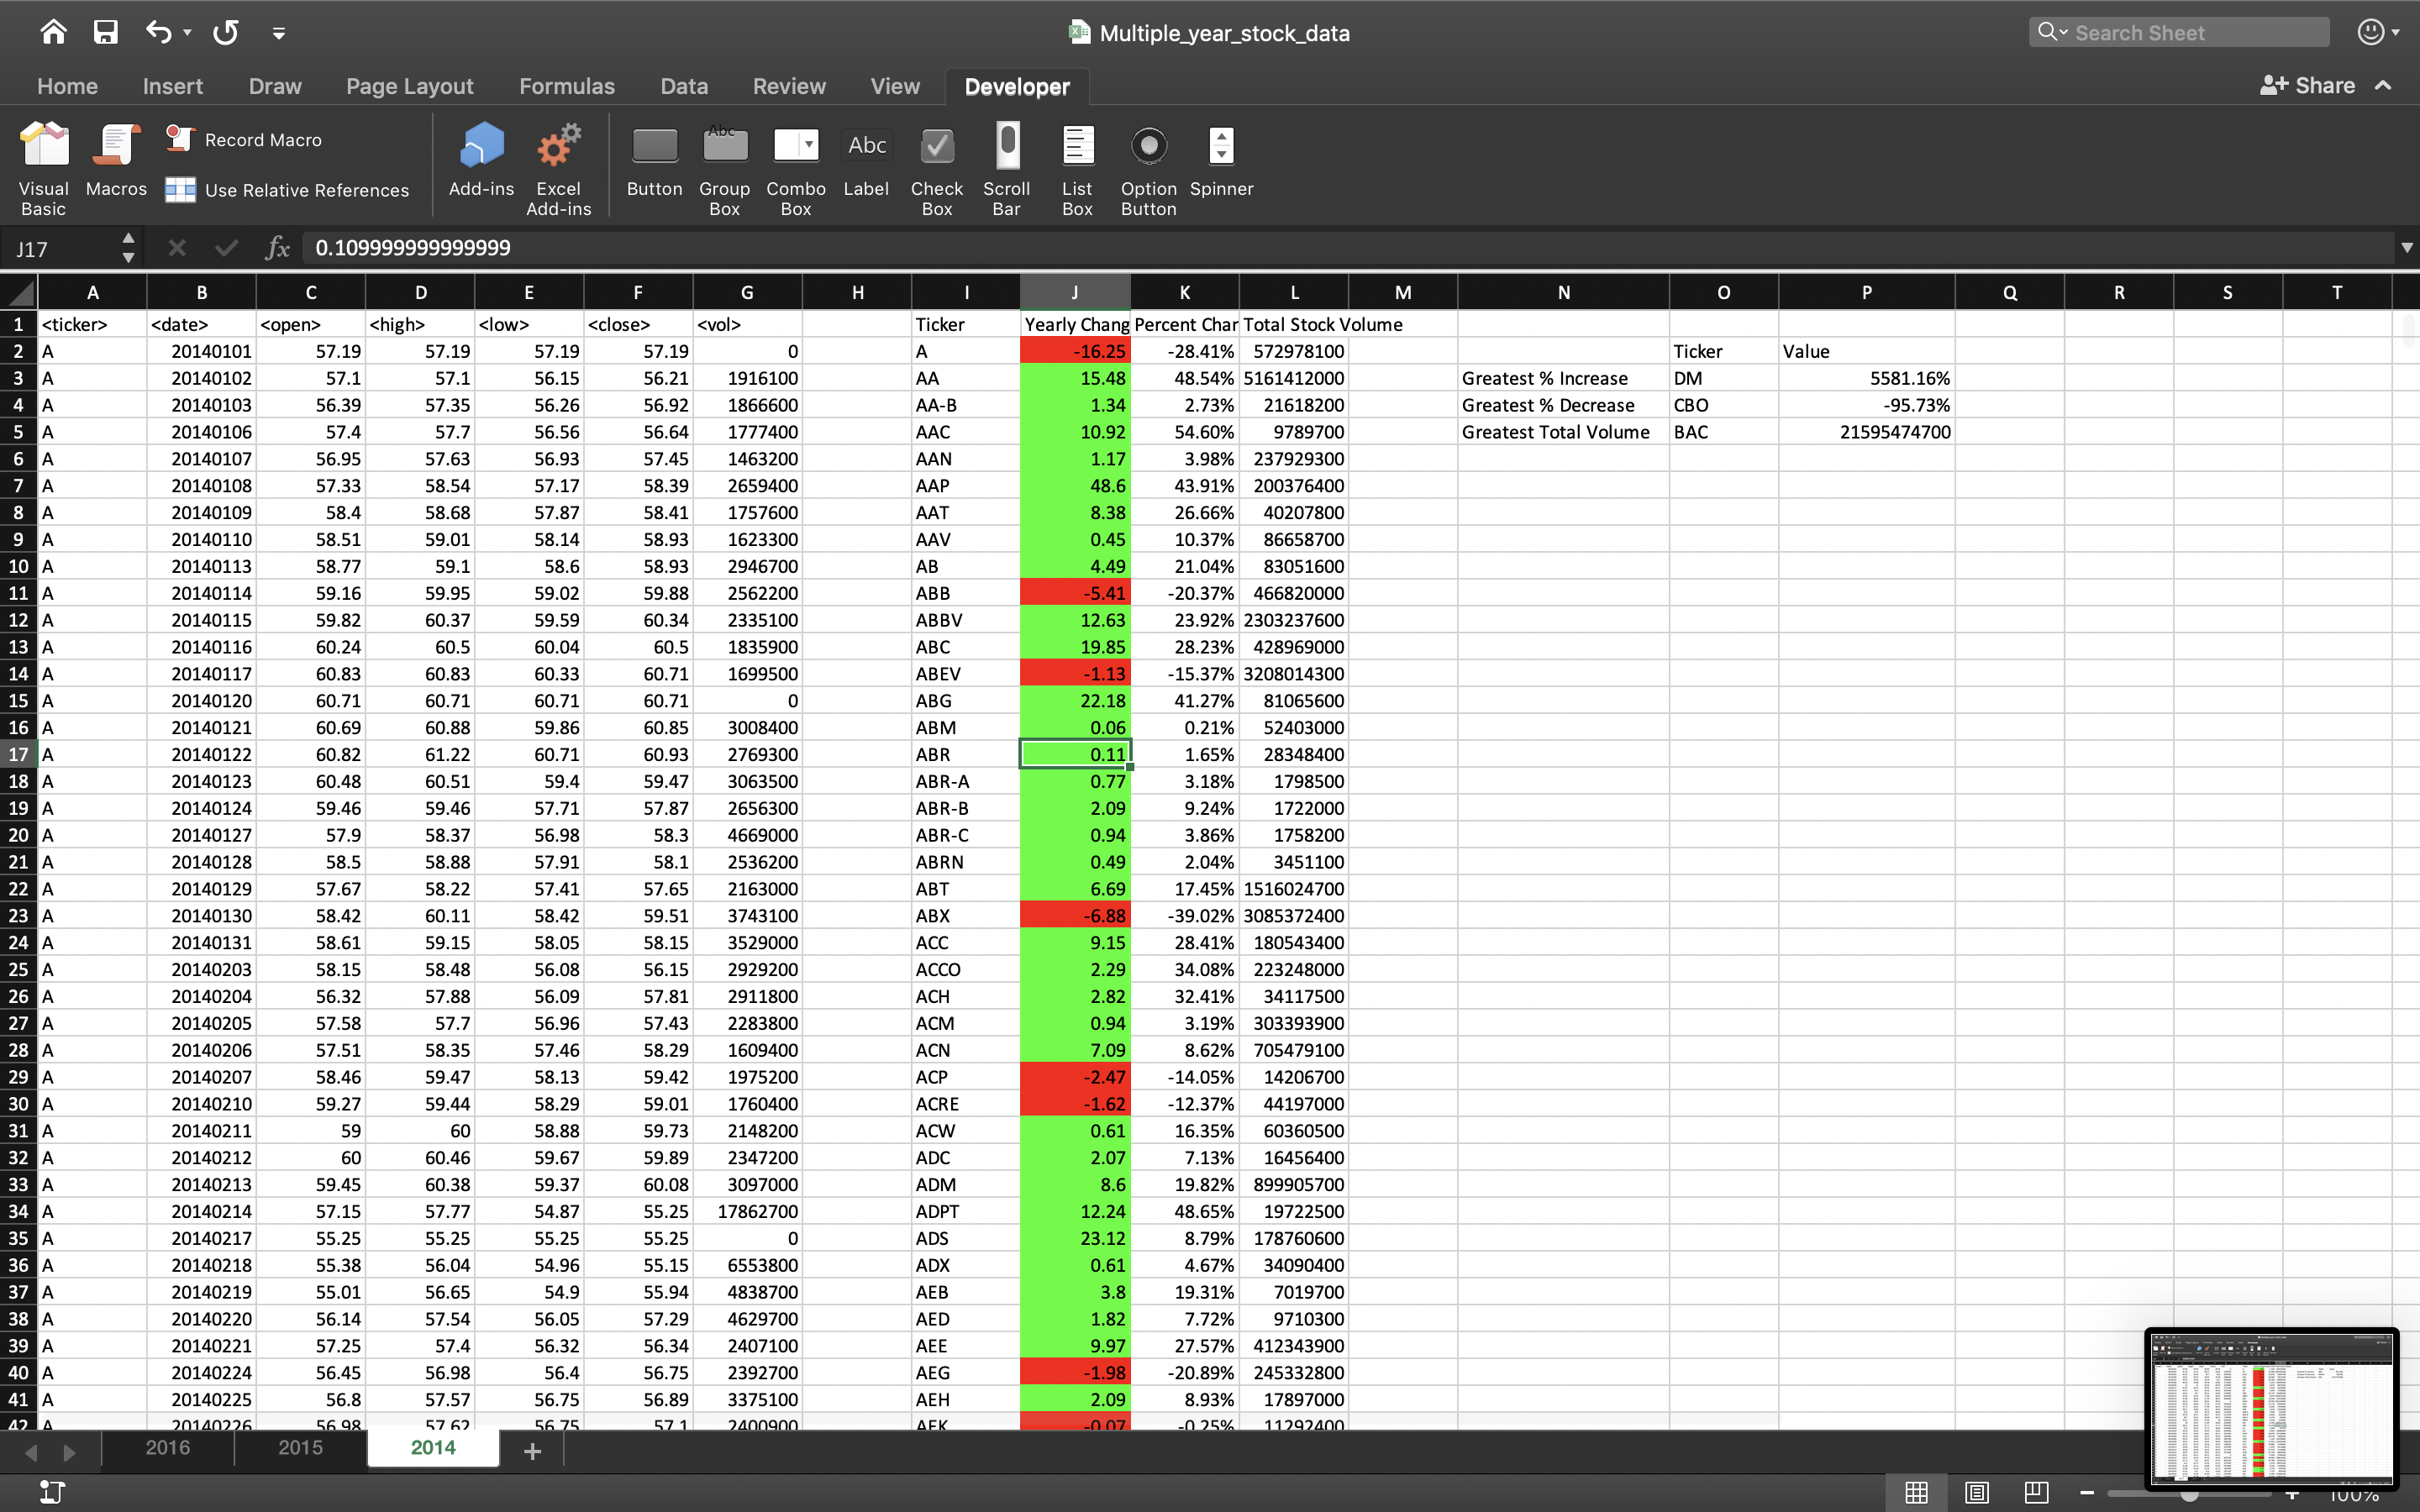 Multiple_year_stock_data
Search Sheet
Home Insert Draw Page Layout Formulas Data Review View Developer Share
Visual Basic Macros Record Macro Use Relative References Add-ins Excel Add-ins Button Abc Group Box Combo Box Abc Label Check Box Scroll Bar List Box Option Button Spinner
J17 fx 0.109999999999999
A B C D E F G H I J K L M N O P Q R S T
1 <ticker> <date> <open> <high> <low> <close> <vol> Ticker Yearly Chang Percent Char Total Stock Volume
2 A 20140101 57.19 57.19 57.19 57.19 0 A -16.25 -28.41% 572978100 Ticker Value
3 A 20140102 57.1 57.1 56.15 56.21 1916100 AA 15.48 48.54% 5161412000 Greatest % Increase DM 5581.16%
4 A 20140103 56.39 57.35 56.26 56.92 1866600 AA-B 1.34 2.73% 21618200 Greatest % Decrease CBO -95.73%
5 A 20140106 57.4 57.7 56.56 56.64 1777400 AAC 10.92 54.60% 9789700 Greatest Total Volume BAC 21595474700
6 A 20140107 56.95 57.63 56.93 57.45 1463200 AAN 1.17 3.98% 237929300
7 A 20140108 57.33 58.54 57.17 58.39 2659400 AAP 48.6 43.91% 200376400
8 A 20140109 58.4 58.68 57.87 58.41 1757600 AAT 8.38 26.66% 40207800
9 A 20140110 58.51 59.01 58.14 58.93 1623300 AAV 0.45 10.37% 86658700
10 A 20140113 58.77 59.1 58.6 58.93 2946700 AB 4.49 21.04% 83051600
11 A 20140114 59.16 59.95 59.02 59.88 2562200 ABB -5.41 -20.37% 466820000
12 A 20140115 59.82 60.37 59.59 60.34 2335100 ABBV 12.63 23.92% 2303237600
13 A 20140116 60.24 60.5 60.04 60.5 1835900 ABC 19.85 28.23% 428969000
14 A 20140117 60.83 60.83 60.33 60.71 1699500 ABEV -1.13 -15.37% 3208014300
15 A 20140120 60.71 60.71 60.71 60.71 0 ABG 22.18 41.27% 81065600
16 A 20140121 60.69 60.88 59.86 60.85 3008400 ABM 0.06 0.21% 52403000
17 A 20140122 60.82 61.22 60.71 60.93 2769300 ABR 0.11 1.65% 28348400
18 A 20140123 60.48 60.51 59.4 59.47 3063500 ABR-A 0.77 3.18% 1798500
19 A 20140124 59.46 59.46 57.71 57.87 2656300 ABR-B 2.09 9.24% 1722000
20 A 20140127 57.9 58.37 56.98 58.3 4669000 ABR-C 0.94 3.86% 1758200
21 A 20140128 58.5 58.88 57.91 58.1 2536200 ABRN 0.49 2.04% 3451100
22 A 20140129 57.67 58.22 57.41 57.65 2163000 ABT 6.69 17.45% 1516024700
23 A 20140130 58.42 60.11 58.42 59.51 3743100 ABX -6.88 -39.02% 3085372400
24 A 20140131 58.61 59.15 58.05 58.15 3529000 ACC 9.15 28.41% 180543400
25 A 20140203 58.15 58.48 56.08 56.15 2929200 ACCO 2.29 34.08% 223248000
26 A 20140204 56.32 57.88 56.09 57.81 2911800 ACH 2.82 32.41% 34117500
27 A 20140205 57.58 57.7 56.96 57.43 2283800 ACM 0.94 3.19% 303393900
28 A 20140206 57.51 58.35 57.46 58.29 1609400 ACN 7.09 8.62% 705479100
29 A 20140207 58.46 59.47 58.13 59.42 1975200 ACP -2.47 -14.05% 14206700
30 A 20140210 59.27 59.44 58.29 59.01 1760400 ACRE -1.62 -12.37% 44197000
31 A 20140211 59 60 58.88 59.73 2148200 ACW 0.61 16.35% 60360500
32 A 20140212 60 60.46 59.67 59.89 2347200 ADC 2.07 7.13% 16456400
33 A 20140213 59.45 60.38 59.37 60.08 3097000 ADM 8.6 19.82% 899905700
34 A 20140214 57.15 57.77 54.87 55.25 17862700 ADPT 12.24 48.65% 19722500
35 A 20140217 55.25 55.25 55.25 55.25 0 ADS 23.12 8.79% 178760600
36 A 20140218 55.38 56.04 54.96 55.15 6553800 ADX 0.61 4.67% 34090400
37 A 20140219 55.01 56.65 54.9 55.94 4838700 AEB 3.8 19.31% 7019700
38 A 20140220 56.14 57.54 56.05 57.29 4629700 AED 1.82 7.72% 9710300
39 A 20140221 57.25 57.4 56.32 56.34 2407100 AEE 9.97 27.57% 412343900
40 A 20140224 56.45 56.98 56.4 56.75 2392700 AEG -1.98 -20.89% 245332800
41 A 20140225 56.8 57.57 56.75 56.89 3375100 AEH 2.09 8.93% 17897000
42 A 20140226 56.98 57.62 56.75 57.1 2400900 AEK -0.07 -0.25% 11292400
2016 2015 2014
100%